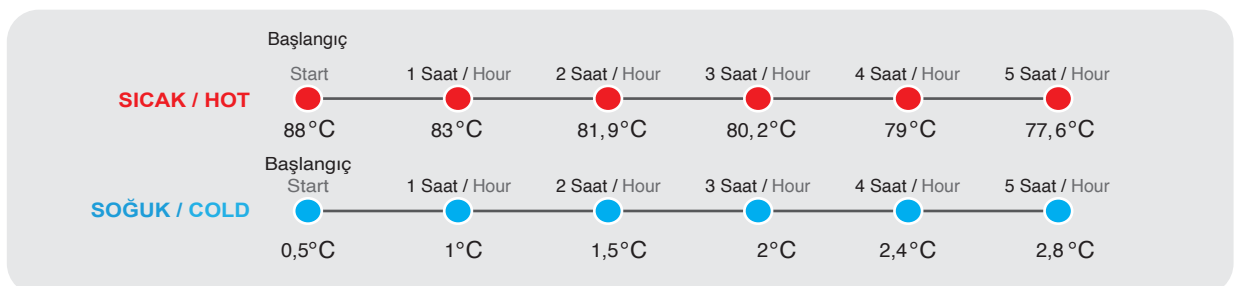 Başlangıç
Start 1 Saat / Hour 2 Saat / Hour 3 Saat / Hour 4 Saat / Hour 5 Saat / Hour
SICAK / HOT
88°C 83°C 81,9°C 80,2°C 79°C 77,6°C
Başlangıç
Start 1 Saat / Hour 2 Saat / Hour 3 Saat / Hour 4 Saat / Hour 5 Saat / Hour
SOĞUK / COLD
0,5°C 1°C 1,5°C 2°C 2,4°C 2,8°C